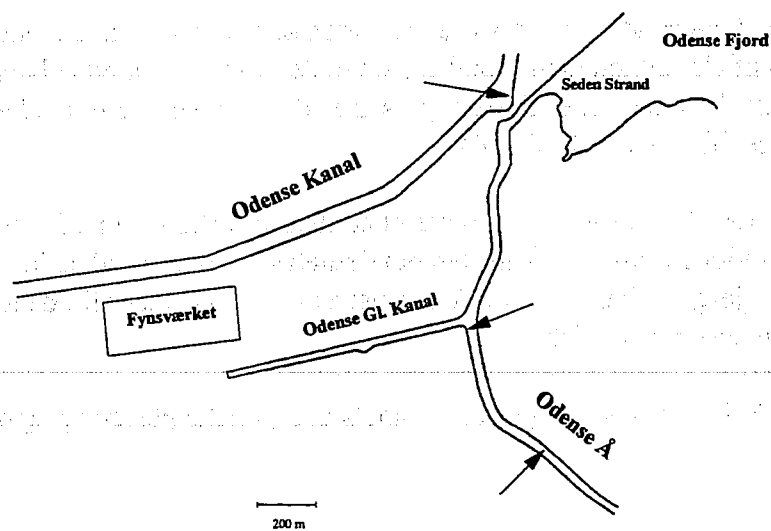 Odense Fjord
Seden Strand
Odense Kanal
Fynsværket
Odense Gl. Kanal
Odense Å
200 m